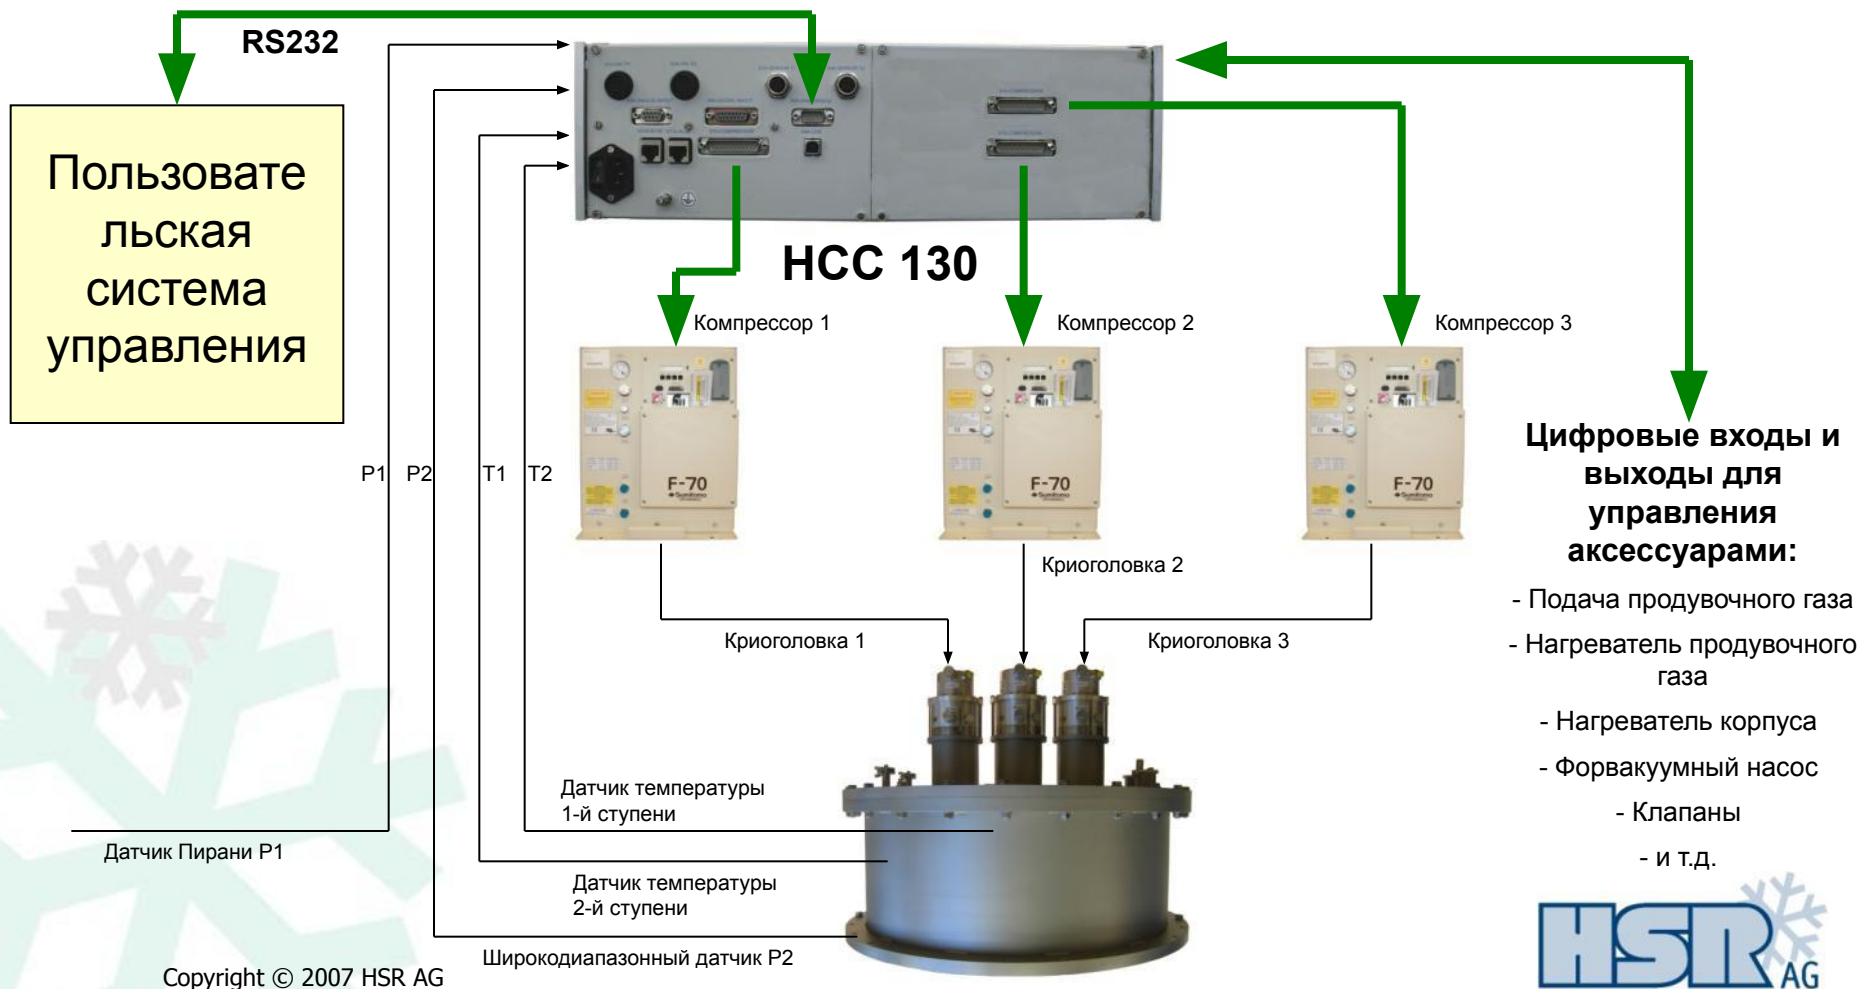 RS232
Пользовате
льская
система
управления
HCC 130
Компрессор 1
Компрессор 2
Компрессор 3
P1
P2
T1
T2
F-70
Sumitomo
F-70
Sumitomo
F-70
Sumitomo
Криоголовка 2
Криоголовка 1
Криоголовка 3
Цифровые входы и
выходы для
управления
аксессуарами:
- Подача продувочного газа
- Нагреватель продувочного
газа
- Нагреватель корпуса
- Форвакуумный насос
- Клапаны
- и т.д.
Датчик температуры
1-й ступени
Датчик Пирани P1
Датчик температуры
2-й ступени
Широкодиапазонный датчик P2
Copyright © 2007 HSR AG
HSR AG